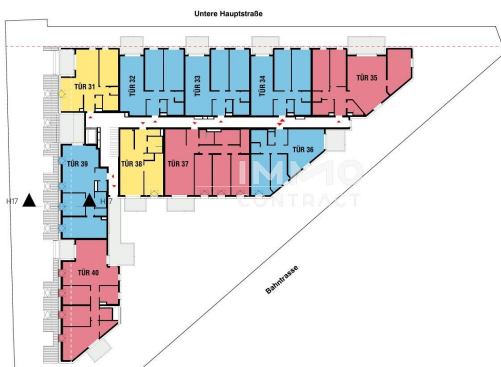 Untere Hauptstraße
TÜR 31
TÜR 32
TÜR 33
TÜR 34
TÜR 35
TÜR 39
TÜR 38
TÜR 37
TÜR 36
IMMO
CONTRACT
H17
H17
TÜR 40
Bahntrasse